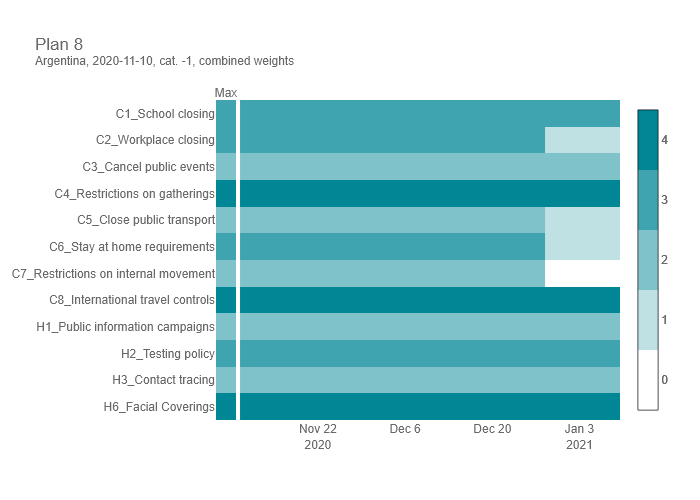 Plan 8
Argentina, 2020-11-10, cat. -1, combined weights
Max
C1_School closing
C2_Workplace closing
C3_Cancel public events
C4_Restrictions on gatherings
C5_Close public transport
C6_Stay at home requirements
C7_Restrictions on internal movement
C8_International travel controls
H1_Public information campaigns
H2_Testing policy
H3_Contact tracing
H6_Facial Coverings
4
3
2
1
0
Nov 22 Dec 6 Dec 20 Jan 3
2020 2021